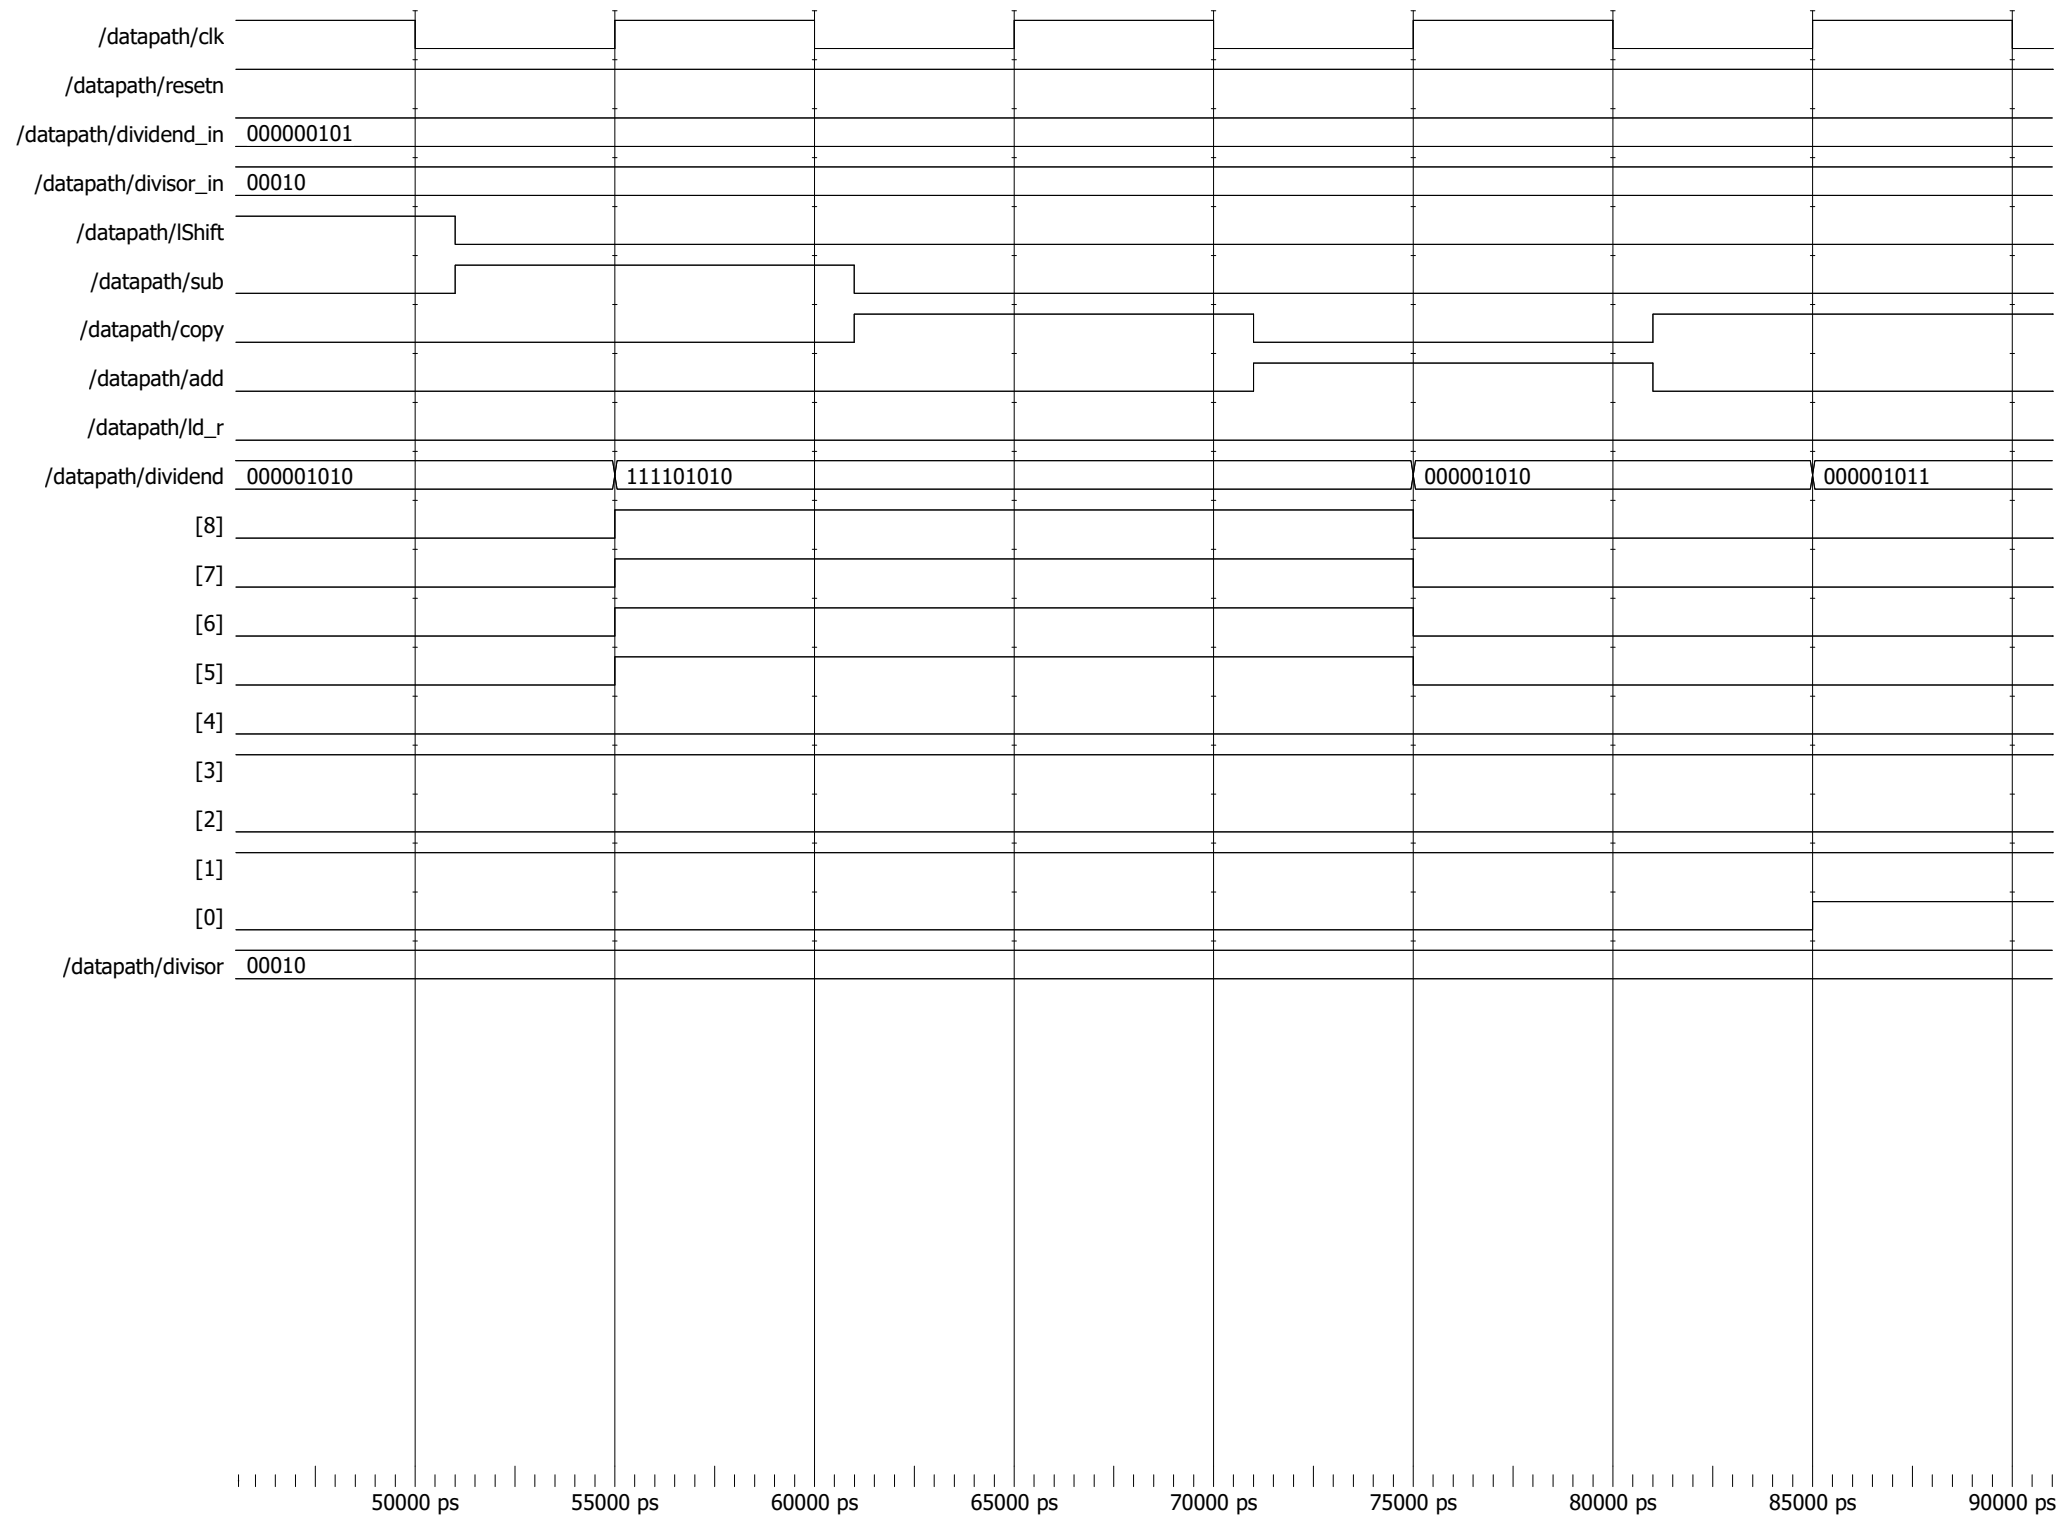 /datapath/clk
/datapath/resetn
/datapath/dividend_in 000000101
/datapath/divisor_in 00010
/datapath/lShift
/datapath/sub
/datapath/copy
/datapath/add
/datapath/ld_r
/datapath/dividend 000001010 111101010 000001010 000001011
[8]
[7]
[6]
[5]
[4]
[3]
[2]
[1]
[0]
/datapath/divisor 00010
50000 ps 55000 ps 60000 ps 65000 ps 70000 ps 75000 ps 80000 ps 85000 ps 90000 ps